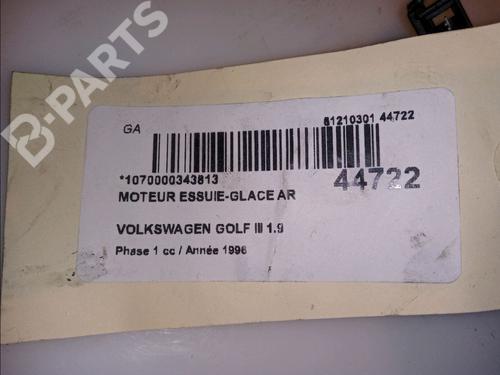 B-PARTS
GA
61210301 44722
*1070000343813
44722
MOTEUR ESSUIE-GLACE AR
VOLKSWAGEN GOLF III 1.9
Phase 1 cc / Année 1996